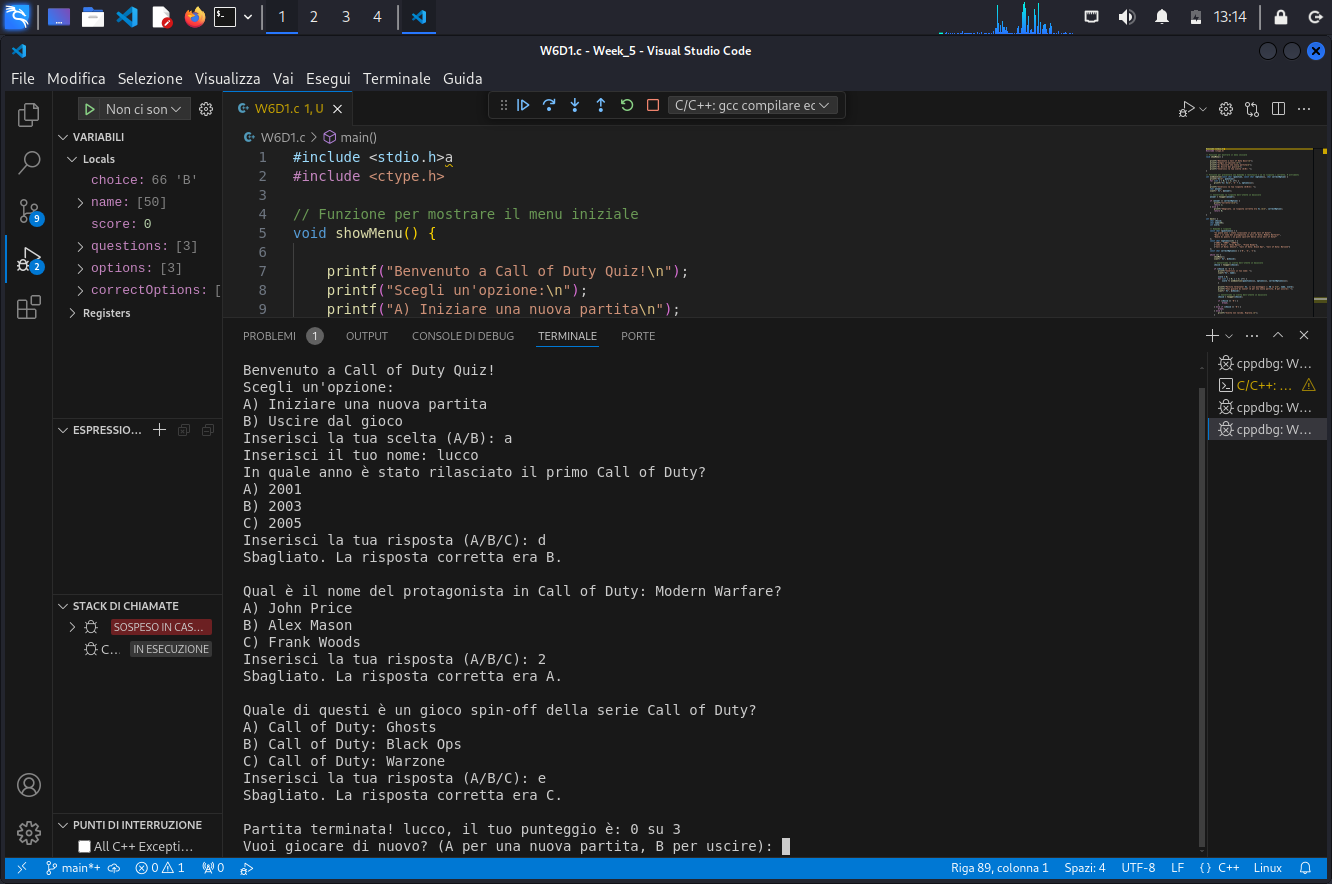 1 2 3 4
13:14
W6D1.c - Week_5 - Visual Studio Code
File Modifica Selezione Visualizza Vai Esegui Terminale Guida
Non ci son
W6D1.c 1, U
C/C++: gcc compilare ec
W6D1.c > main()
VARIABILI
Locals
choice: 66 'B'
name: [50]
score: 0
questions: [3]
options: [3]
correctOptions: [
Registers
1 #include <stdio.h>a
2 #include <ctype.h>
3
4 // Funzione per mostrare il menu iniziale
5 void showMenu() {
6
7 printf("Benvenuto a Call of Duty Quiz!\n");
8 printf("Scegli un'opzione:\n");
9 printf("A) Iniziare una nuova partita\n");
ESPRESSIO...
STACK DI CHIAMATE
SOSPESO IN CAS...
C... IN ESECUZIONE
PUNTI DI INTERRUZIONE
All C++ Excepti...
9
2
PROBLEMI 1 OUTPUT CONSOLE DI DEBUG TERMINALE PORTE
Benvenuto a Call of Duty Quiz!
Scegli un'opzione:
A) Iniziare una nuova partita
B) Uscire dal gioco
Inserisci la tua scelta (A/B): a
Inserisci il tuo nome: lucco
In quale anno è stato rilasciato il primo Call of Duty?
A) 2001
B) 2003
C) 2005
Inserisci la tua risposta (A/B/C): d
Sbagliato. La risposta corretta era B.
Qual è il nome del protagonista in Call of Duty: Modern Warfare?
A) John Price
B) Alex Mason
C) Frank Woods
Inserisci la tua risposta (A/B/C): 2
Sbagliato. La risposta corretta era A.
Quale di questi è un gioco spin-off della serie Call of Duty?
A) Call of Duty: Ghosts
B) Call of Duty: Black Ops
C) Call of Duty: Warzone
Inserisci la tua risposta (A/B/C): e
Sbagliato. La risposta corretta era C.
Partita terminata! lucco, il tuo punteggio è: 0 su 3
Vuoi giocare di nuovo? (A per una nuova partita, B per uscire):
cppdbg: W...
C/C++: ...
cppdbg: W...
cppdbg: W...
main*+ 0 1 0
Riga 89, colonna 1 Spazi: 4 UTF-8 LF {} C++ Linux